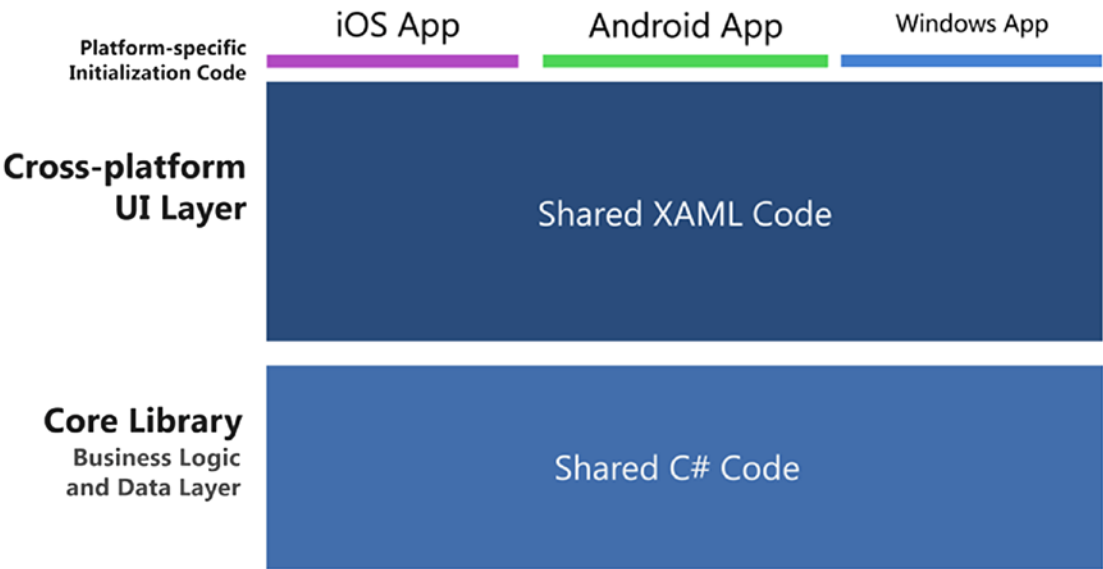 iOS App
Android App
Windows App
Platform-specific
Initialization Code
Cross-platform
UI Layer
Shared XAML Code
Core Library
Business Logic
and Data Layer
Shared C# Code